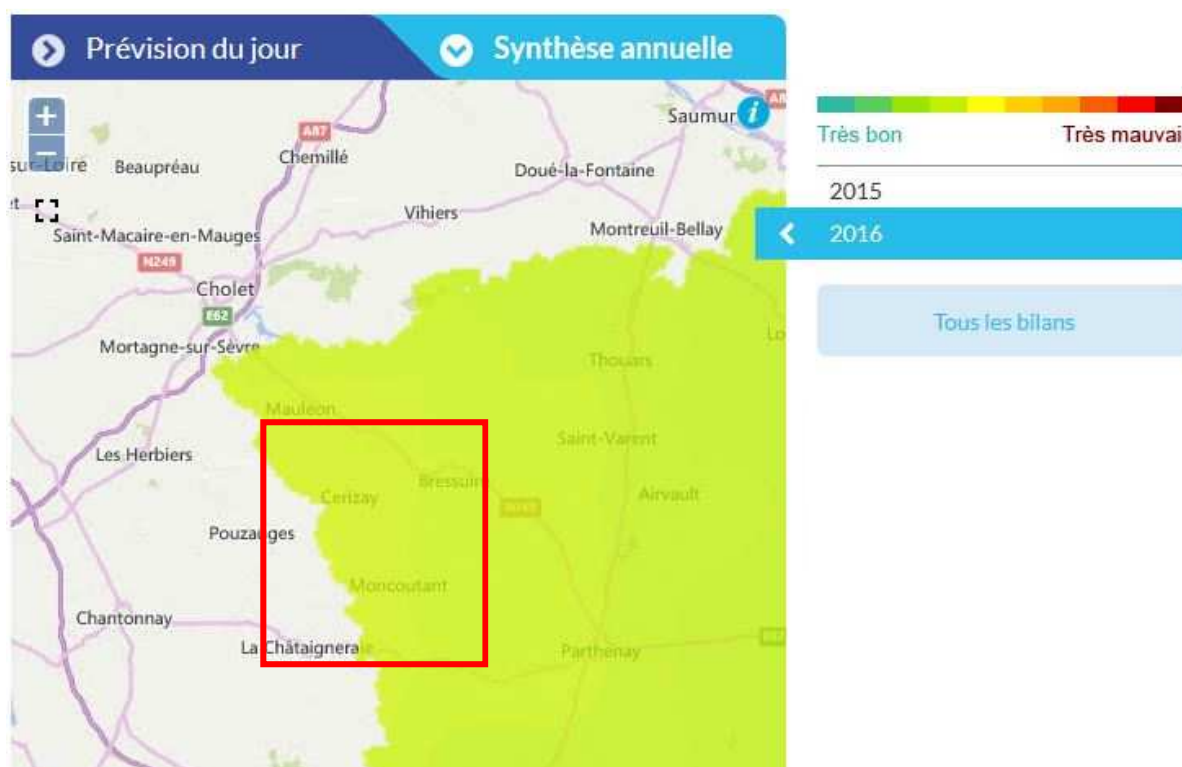 Prévision du jour
Synthèse annuelle
+
−
i
Saumur
A87
Chemillé
sur-Loire
Beaupréau
Doué-la-Fontaine
Vihiers
Montreuil-Bellay
Saint-Macaire-en-Mauges
N249
Cholet
E62
Mortagne-sur-Sèvre
Thouars
Mauléon
Saint-Varent
Les Herbiers
Bressuire
Cerizay
Airvault
Pouzauges
Moncoutant
Chantonnay
La Châtaigneraie
Parthenay
Très bon
Très mauvai
2015
2016
Tous les bilans